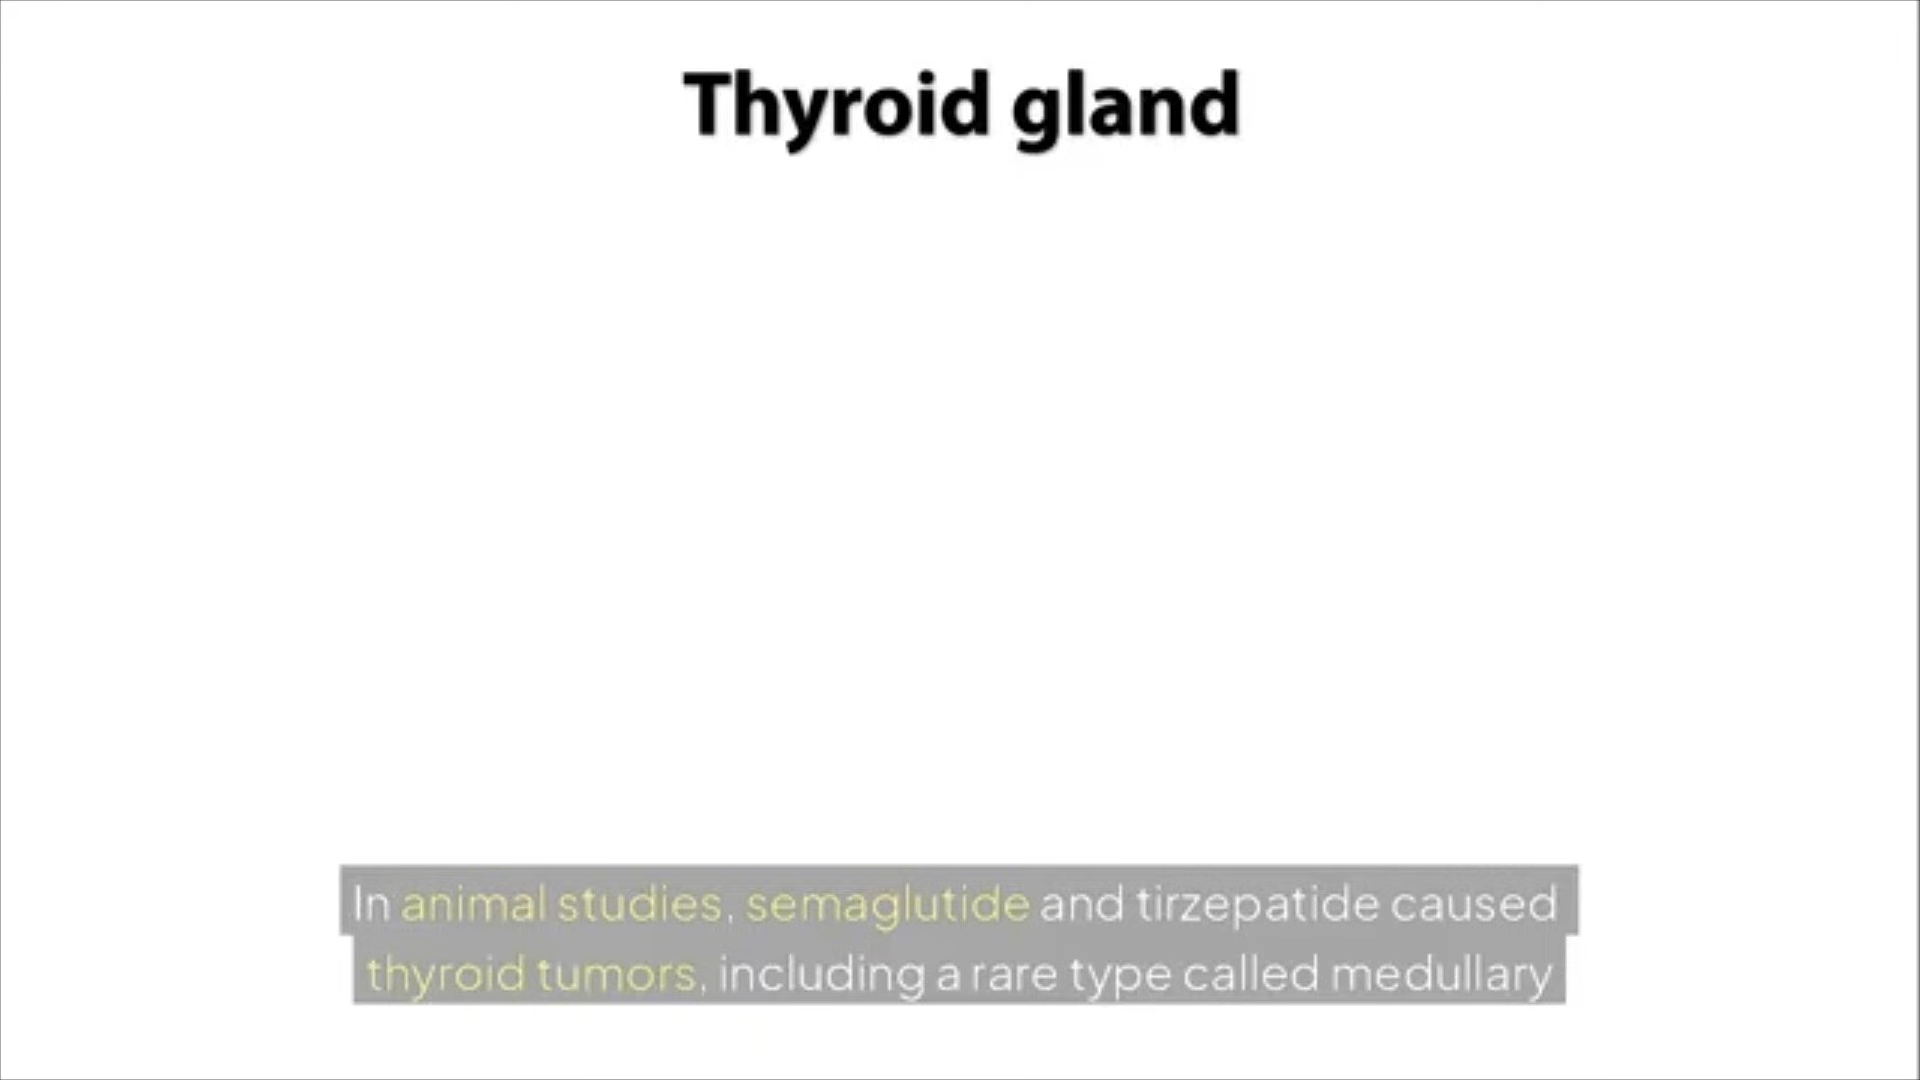 Thyroid gland
In animal studies, semaglutide and tirzepatide caused
thyroid tumors, including a rare type called medullary